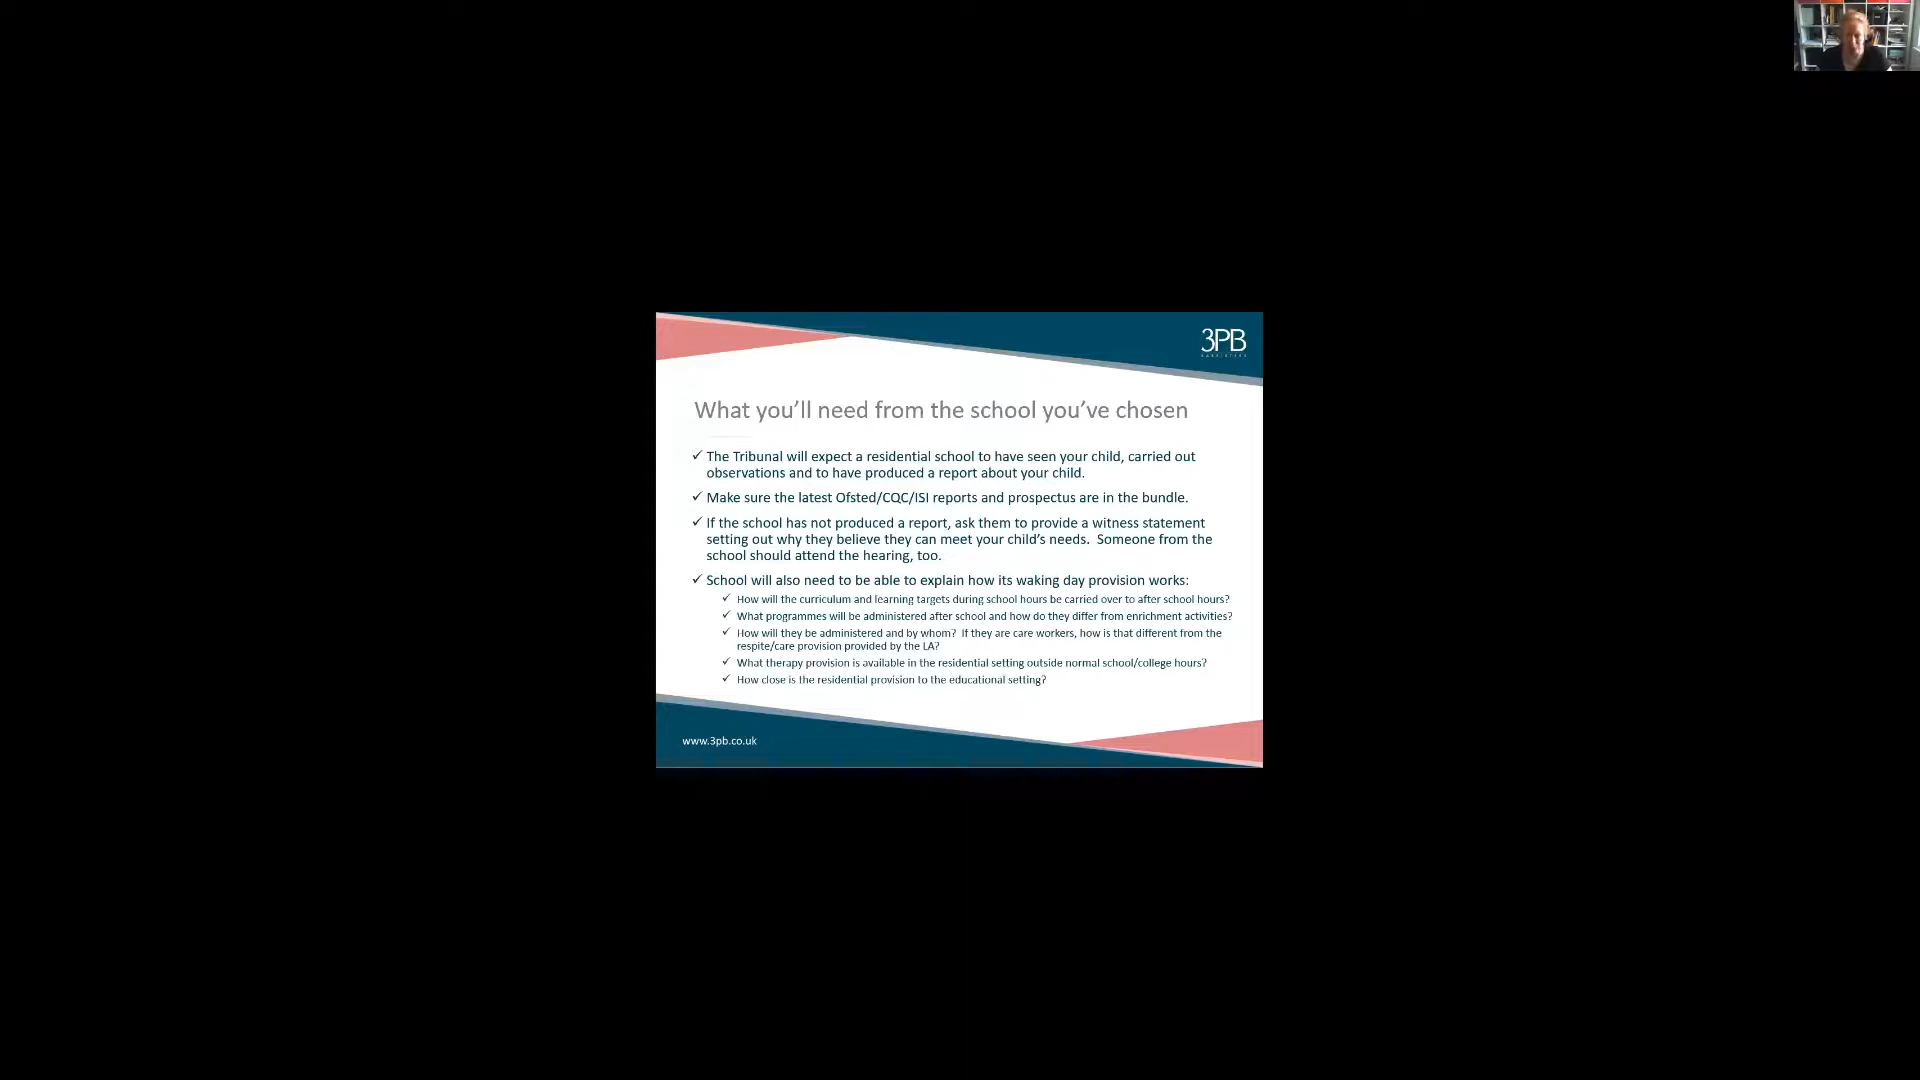 3PB
What you’ll need from the school you’ve chosen
✓ The Tribunal will expect a residential school to have seen your child, carried out
observations and to have produced a report about your child.
✓ Make sure the latest Ofsted/CQC/ISI reports and prospectus are in the bundle.
✓ If the school has not produced a report, ask them to provide a witness statement
setting out why they believe they can meet your child’s needs.  Someone from the
school should attend the hearing, too.
✓ School will also need to be able to explain how its waking day provision works:
✓ How will the curriculum and learning targets during school hours be carried over to after school hours?
✓ What programmes will be administered after school and how do they differ from enrichment activities?
✓ How will they be administered and by whom?  If they are care workers, how is that different from the
respite/care provision provided by the LA?
✓ What therapy provision is available in the residential setting outside normal school/college hours?
✓ How close is the residential provision to the educational setting?
www.3pb.co.uk